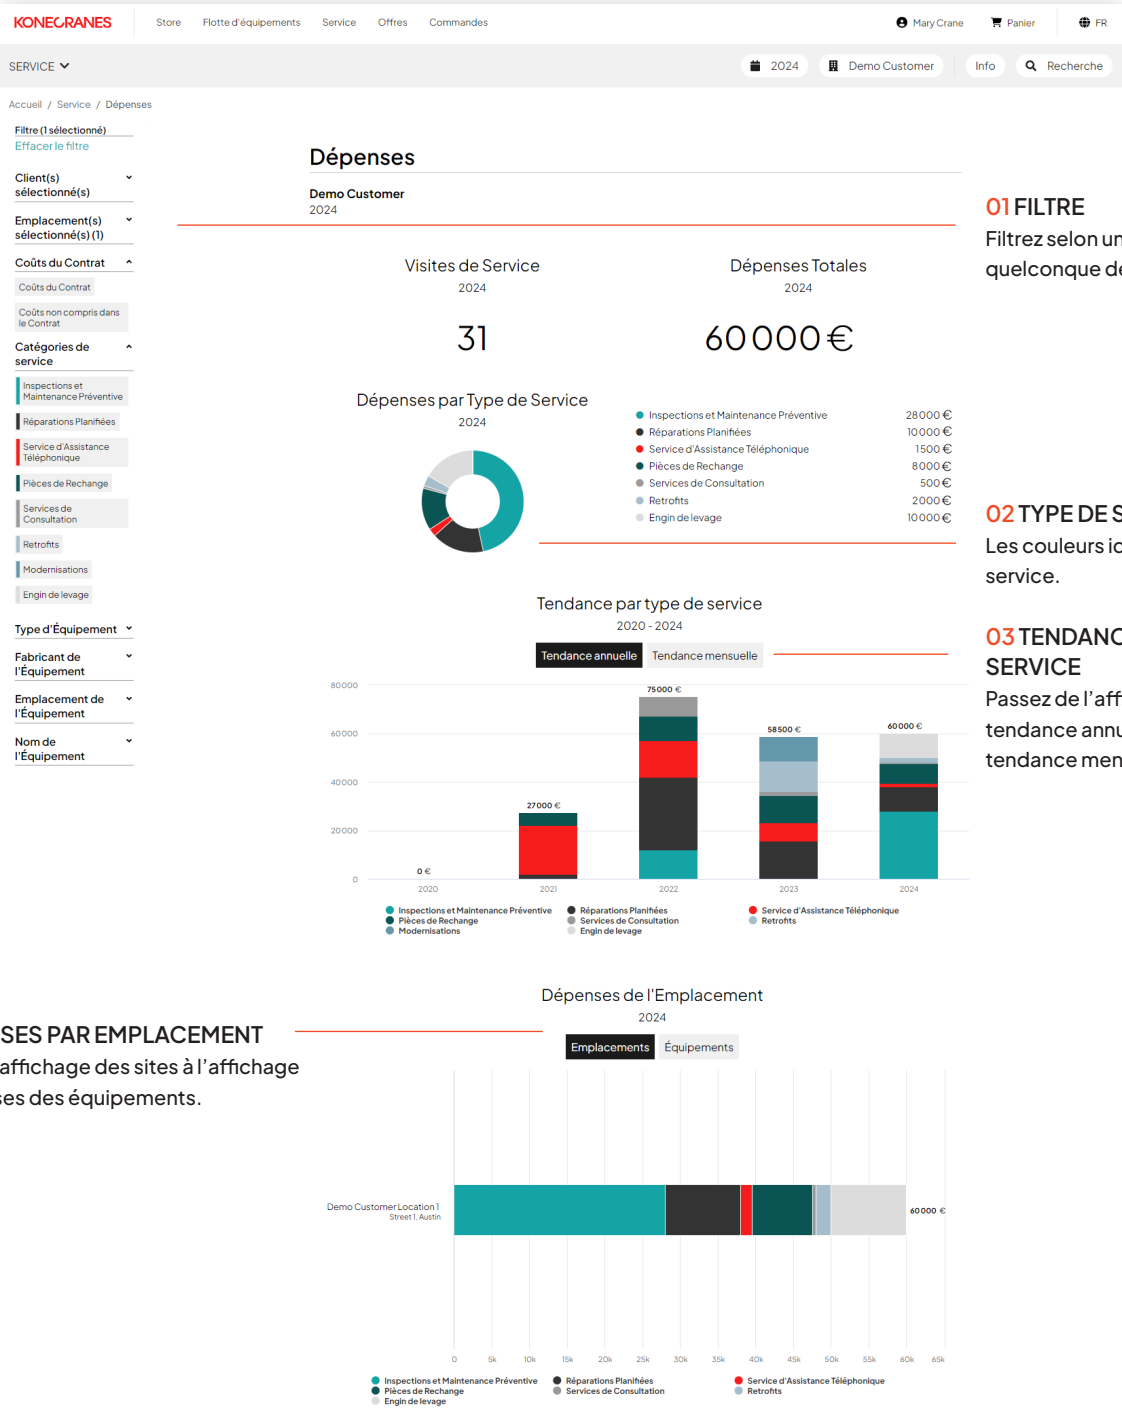 KONECRANES
Store Flotte d'équipements Service Offres Commandes
Mary Crane Panier FR
SERVICE
2024 Demo Customer Info Recherche
Accueil / Service / Dépenses
Filtre (1 sélectionné)
Effacer le filtre
Client(s)
sélectionné(s)
Emplacement(s)
sélectionné(s) (1)
Coûts du Contrat
Coûts du Contrat
Coûts non compris dans
le Contrat
Catégories de
service
Inspections et
Maintenance Préventive
Réparations Planifiées
Service d'Assistance
Téléphonique
Pièces de Rechange
Services de
Consultation
Retrofits
Modernisations
Engin de levage
Type d'Équipement
Fabricant de
l'Équipement
Emplacement de
l'Équipement
Nom de
l'Équipement
Dépenses
Demo Customer
2024
Visites de Service
2024
31
Dépenses Totales
2024
60 000 €
Dépenses par Type de Service
2024
Inspections et Maintenance Préventive 28 000 €
Réparations Planifiées 10 000 €
Service d'Assistance Téléphonique 1 500 €
Pièces de Rechange 8 000 €
Services de Consultation 500 €
Retrofits 2 000 €
Engin de levage 10 000 €
Tendance par type de service
2020 - 2024
Tendance annuelle Tendance mensuelle
80000
60000
40000
20000
0
0 €
27 000 €
75 000 €
58 500 €
60 000 €
2020 2021 2022 2023 2024
Inspections et Maintenance Préventive Réparations Planifiées Service d'Assistance Téléphonique
Pièces de Rechange Services de Consultation Retrofits
Modernisations Engin de levage
01 FILTRE
Filtrez selon un
quelconque de
02 TYPE DE S
Les couleurs id
service.
03 TENDANC
SERVICE
Passez de l'affi
tendance annu
tendance men
SES PAR EMPLACEMENT
affichage des sites à l'affichage
ses des équipements.
Dépenses de l'Emplacement
2024
Emplacements Équipements
Demo Customer Location 1
Street 1, Austin
60 000 €
0 5k 10k 15k 20k 25k 30k 35k 40k 45k 50k 55k 60k 65k
Inspections et Maintenance Préventive Réparations Planifiées Service d'Assistance Téléphonique
Pièces de Rechange Services de Consultation Retrofits
Engin de levage